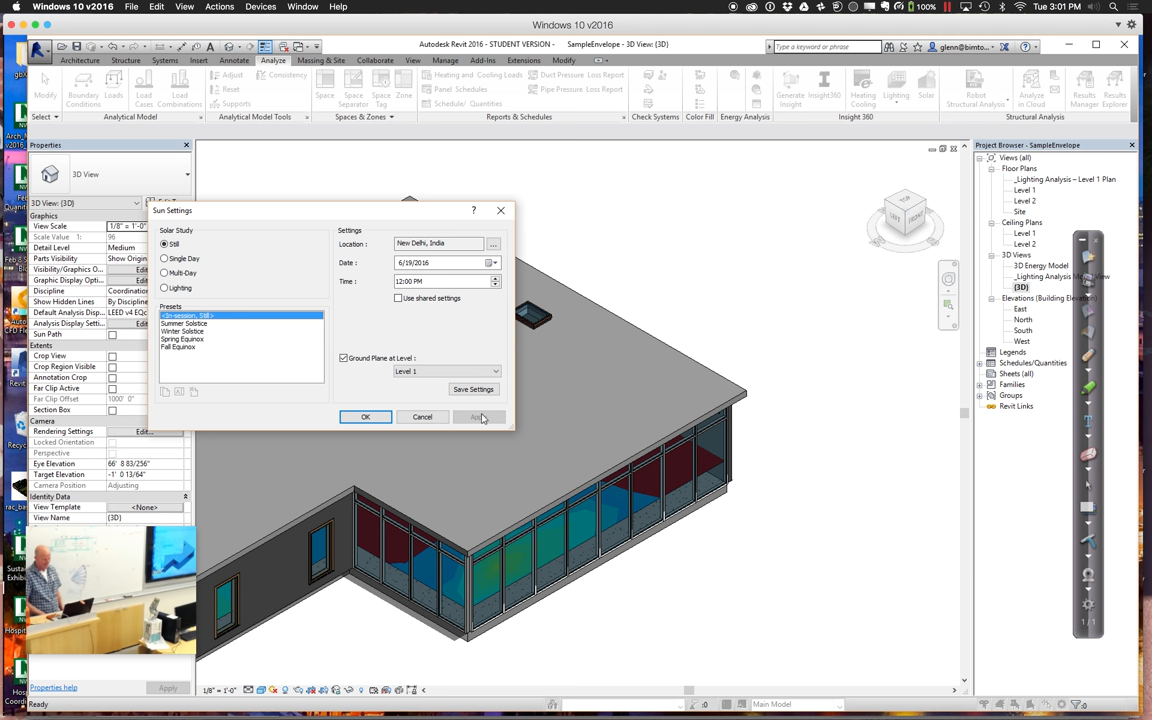 Windows 10 v2016 File Edit View Actions Devices Window Help
100% Tue 3:01 PM
Windows 10 v2016
Autodesk Revit 2016 - STUDENT VERSION - SampleEnvelope - 3D View: {3D}
Type a keyword or phrase
glenn@bimto...
Architecture Structure Systems Insert Annotate Analyze Massing & Site Collaborate View Manage Add-Ins Extensions Modify
Modify
Boundary Conditions
Loads
Load Cases
Load Combinations
Adjust
Reset
Supports
Consistency
Space
Space Separator
Space Tag
Zone
Heating and Cooling Loads
Panel Schedules
Schedule/ Quantities
Duct Pressure Loss Report
Pipe Pressure Loss Report
Generate Insight
Insight360
Heating Cooling
Lighting
Solar
Robot Structural Analysis
Analyze in Cloud
Results Manager
Results Explorer
Select
Analytical Model
Analytical Model Tools
Spaces & Zones
Reports & Schedules
Check Systems
Color Fill
Energy Analysis
Insight 360
Structural Analysis
Properties
3D View
3D View: {3D}
Graphics
View Scale 1/8" = 1'-0"
Scale Value 1: 96
Detail Level Medium
Parts Visibility Show Origin
Visibility/Graphics O... Edi
Graphic Display Opti... Edi
Discipline Coordination
Show Hidden Lines By Discipline
Default Analysis Disp... LEED v4 EQc
Analysis Display Setti... Edi
Sun Path
Extents
Crop View
Crop Region Visible
Annotation Crop
Far Clip Active
Far Clip Offset 1000' 0"
Section Box
Camera
Rendering Settings Edit...
Locked Orientation
Perspective
Eye Elevation 66' 8 83/256"
Target Elevation -1' 0 13/64"
Camera Position Adjusting
Identity Data
View Template <None>
View Name {3D}
Properties help Apply
Sun Settings
Solar Study
Still
Single Day
Multi-Day
Lighting
Presets
<In-session, Still>
Summer Solstice
Winter Solstice
Spring Equinox
Fall Equinox
Settings
Location : New Delhi, India ...
Date : 6/19/2016
Time : 12:00 PM
Use shared settings
Ground Plane at Level :
Level 1
Save Settings
OK Cancel
TOP
LEFT FRONT
Project Browser - SampleEnvelope
Views (all)
Floor Plans
_Lighting Analysis – Level 1 Plan
Level 1
Level 2
Site
Ceiling Plans
Level 1
Level 2
3D Views
3D Energy Model
_Lighting Analysis
{3D}
Elevations (Building Elevation)
East
North
South
West
Legends
Schedules/Quantities
Sheets (all)
Families
Groups
Revit Links
1 / 1
1/8" = 1'-0"
Ready
:0
Main Model
:0